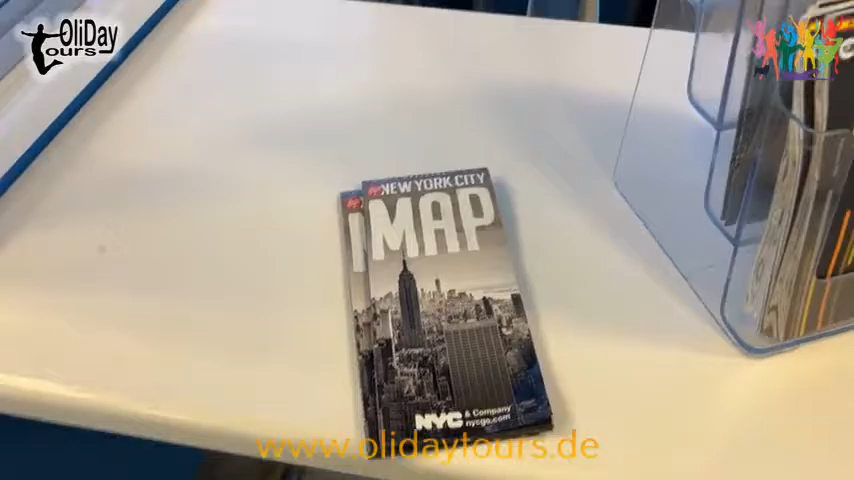 OliDay
Tours
NEW YORK CITY
MAP
NYC & Company
nycgo.com
www.olidaytours.de